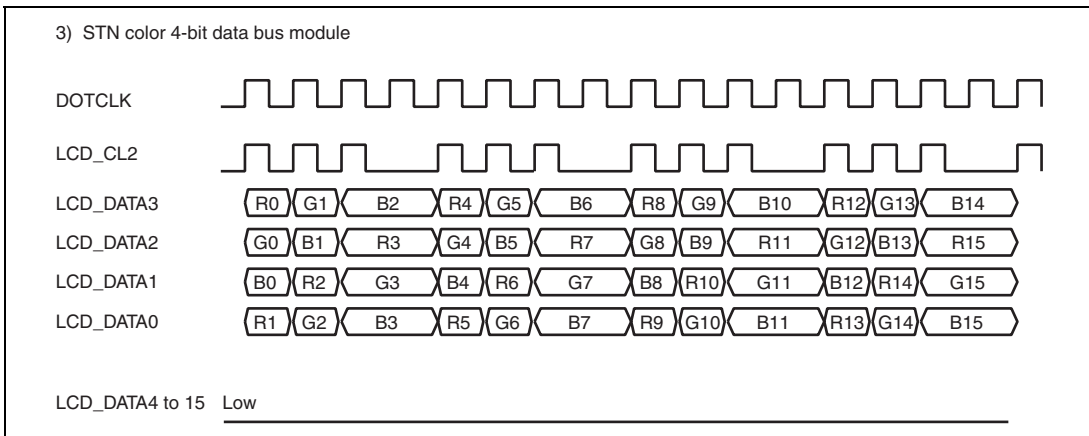 3) STN color 4-bit data bus module
DOTCLK
LCD_CL2
LCD_DATA3 R0 G1 B2 R4 G5 B6 R8 G9 B10 R12 G13 B14
LCD_DATA2 G0 B1 R3 G4 B5 R7 G8 B9 R11 G12 B13 R15
LCD_DATA1 B0 R2 G3 B4 R6 G7 B8 R10 G11 B12 R14 G15
LCD_DATA0 R1 G2 B3 R5 G6 B7 R9 G10 B11 R13 G14 B15
LCD_DATA4 to 15 Low